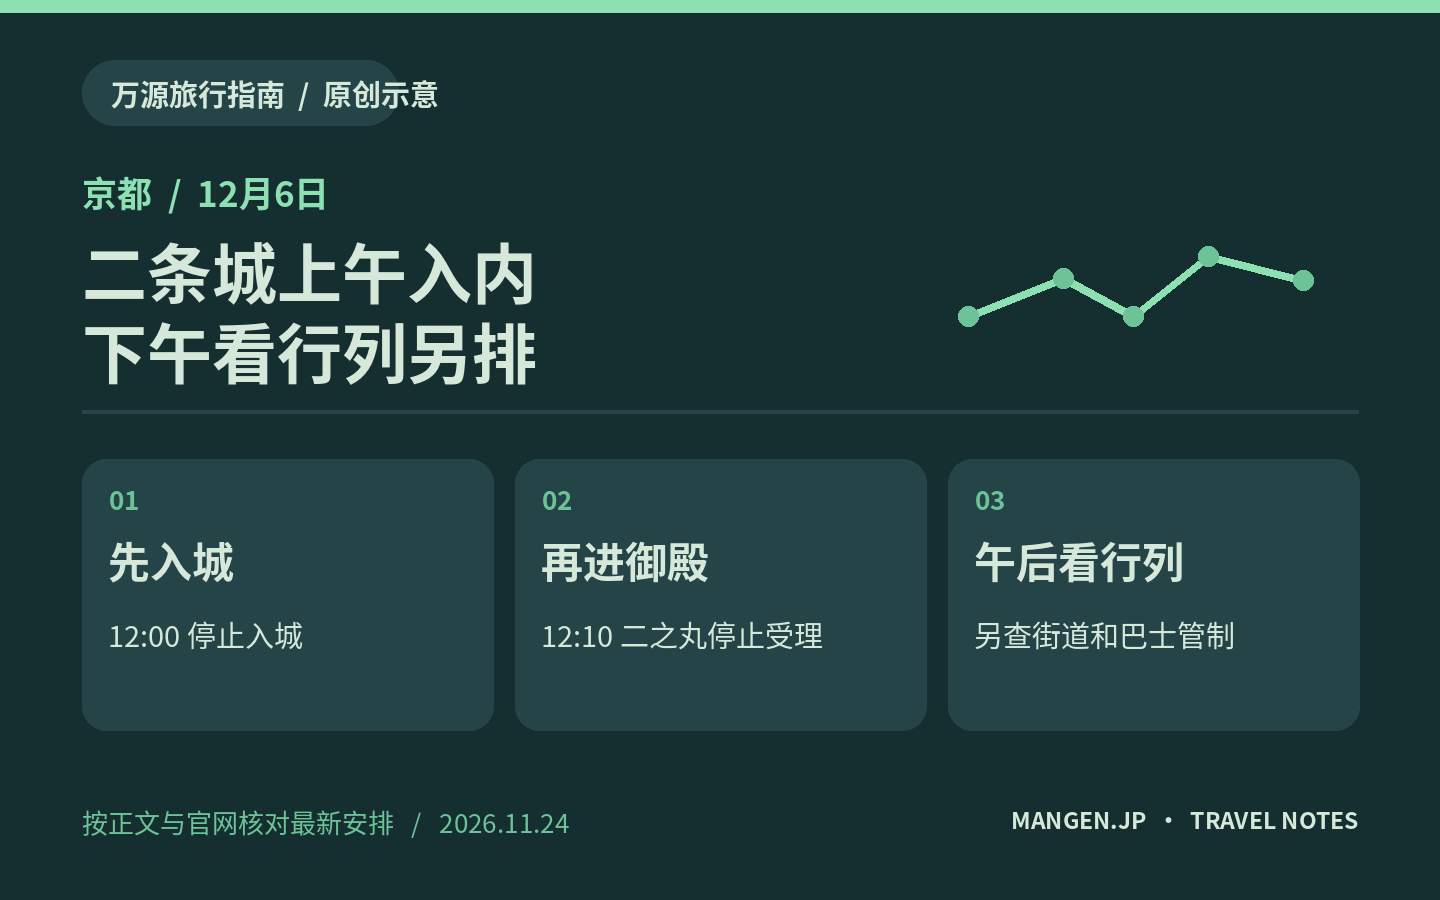 万源旅行指南 / 原创示意
京都 / 12月6日
二条城上午入内
下午看行列另排
01
先入城
12:00 停止入城
02
再进御殿
12:10 二之丸停止受理
03
午后看行列
另查街道和巴士管制
按正文与官网核对最新安排 / 2026.11.24
MANGEN.JP · TRAVEL NOTES